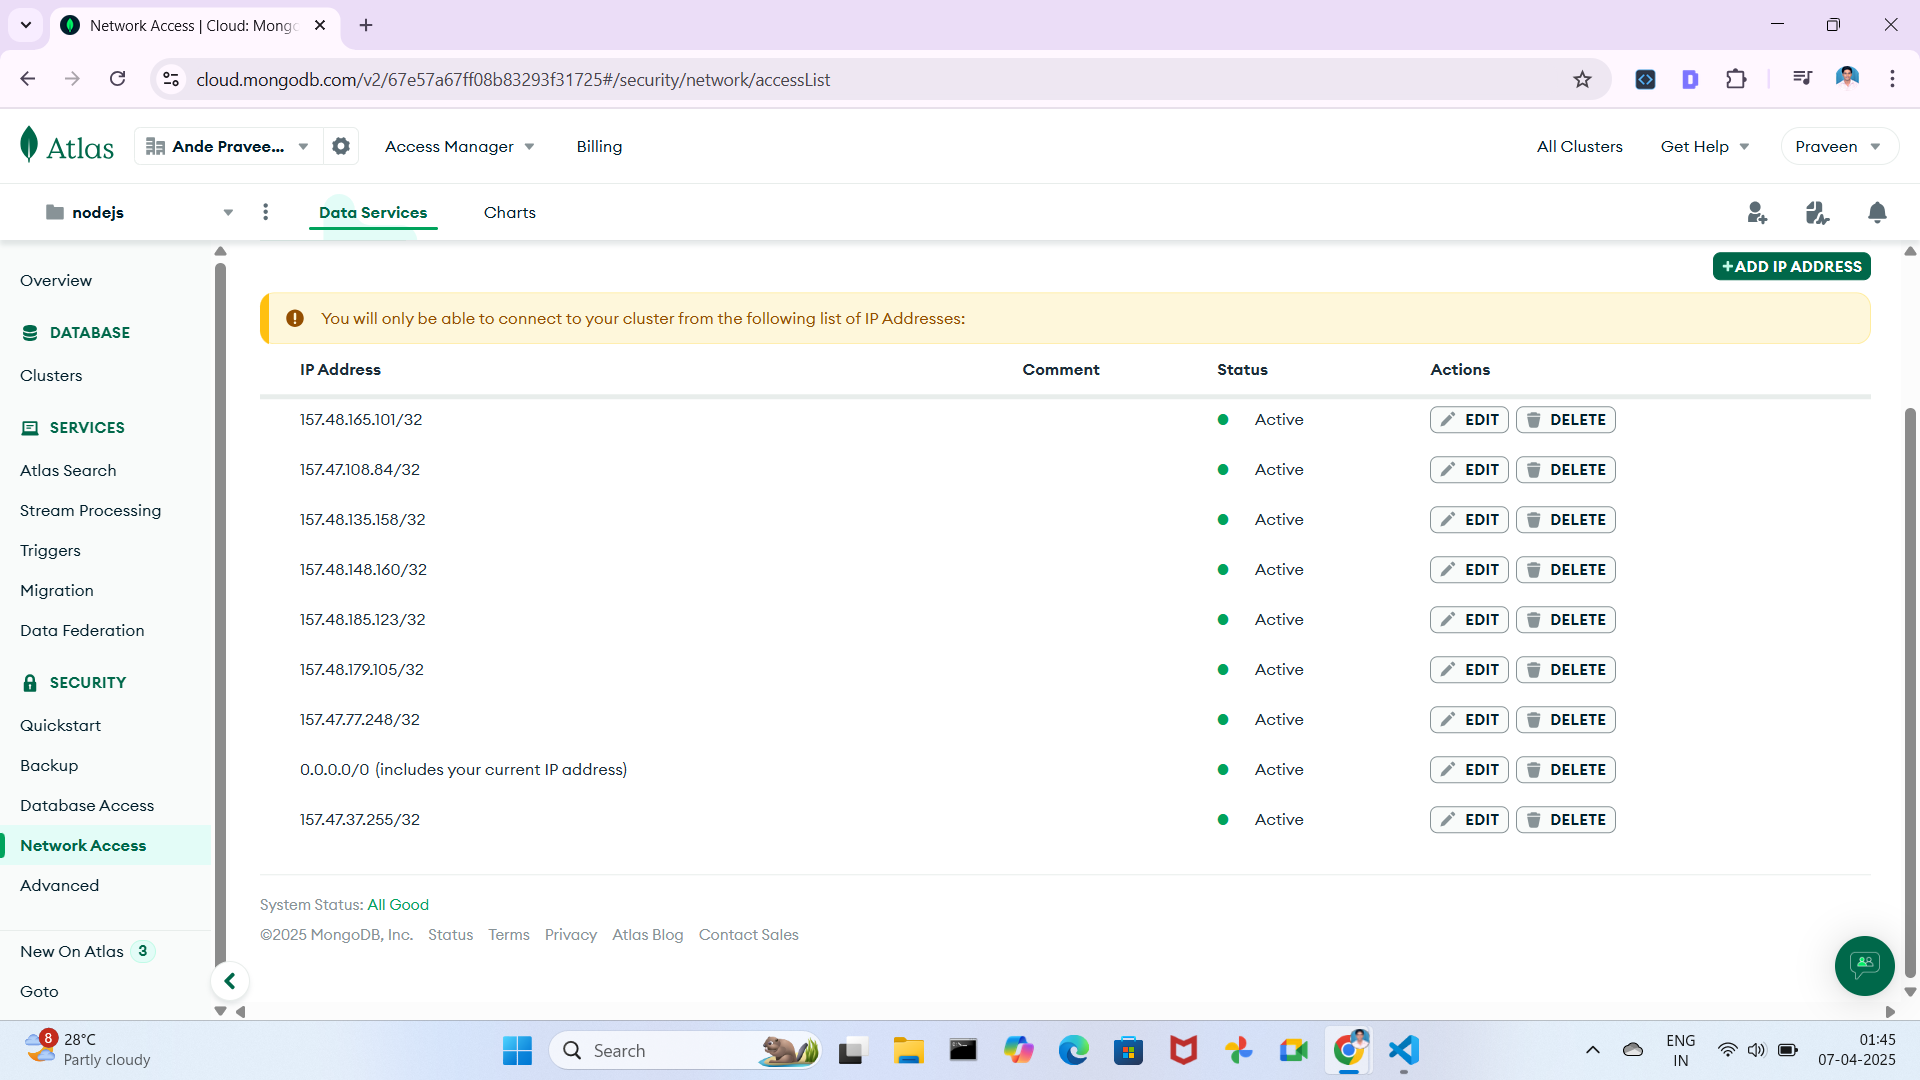 Network Access | Cloud: Mong
cloud.mongodb.com/v2/67e57a67ff08b83293f31725#/security/network/accessList
Atlas
Ande Pravee...
Access Manager
Billing
All Clusters
Get Help
Praveen
nodejs
Data Services
Charts
Overview
DATABASE
Clusters
SERVICES
Atlas Search
Stream Processing
Triggers
Migration
Data Federation
SECURITY
Quickstart
Backup
Database Access
Network Access
Advanced
New On Atlas 3
Goto
+ADD IP ADDRESS
You will only be able to connect to your cluster from the following list of IP Addresses:
IP Address Comment Status Actions
157.48.165.101/32 Active EDIT DELETE
157.47.108.84/32 Active EDIT DELETE
157.48.135.158/32 Active EDIT DELETE
157.48.148.160/32 Active EDIT DELETE
157.48.185.123/32 Active EDIT DELETE
157.48.179.105/32 Active EDIT DELETE
157.47.77.248/32 Active EDIT DELETE
0.0.0.0/0 (includes your current IP address) Active EDIT DELETE
157.47.37.255/32 Active EDIT DELETE
System Status: All Good
©2025 MongoDB, Inc. Status Terms Privacy Atlas Blog Contact Sales
8
28°C
Partly cloudy
Search
ENG
IN
01:45
07-04-2025